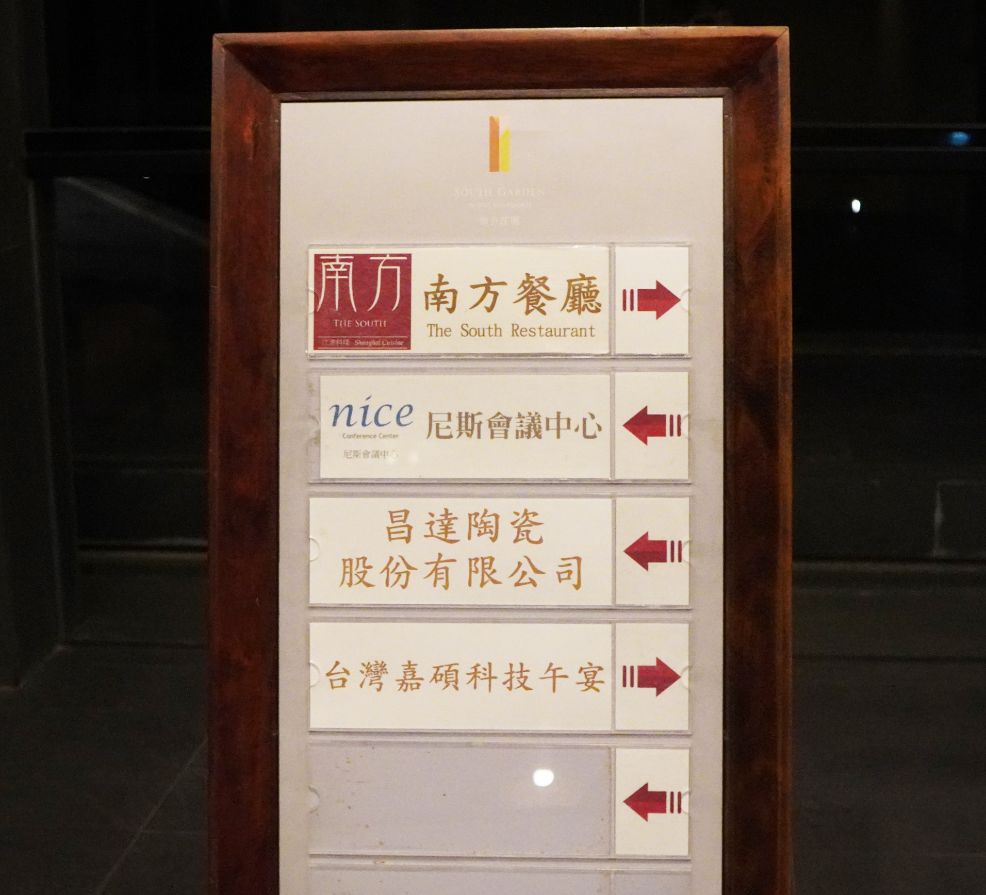 SOUTH GARDEN
南方
THE SOUTH
Shanghai Cuisine
南方餐廳
The South Restaurant
nice
Conference Center
尼斯會議中心
尼斯會議中心
昌達陶瓷
股份有限公司
台灣嘉碩科技午宴